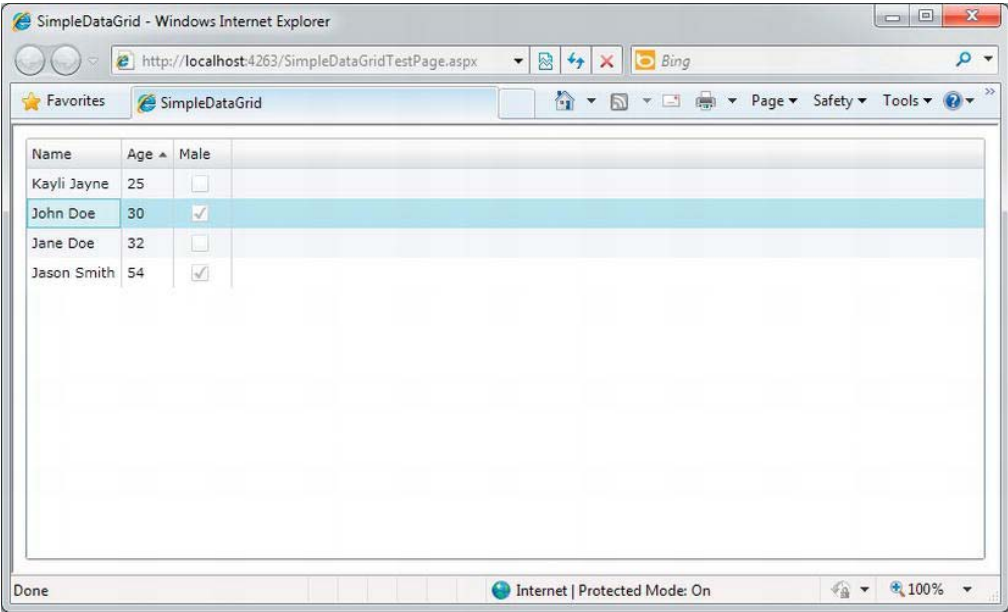 SimpleDataGrid - Windows Internet Explorer
http://localhost:4263/SimpleDataGridTestPage.aspx Bing
Favorites SimpleDataGrid Page Safety Tools
Name Age Male
Kayli Jayne 25
John Doe 30
Jane Doe 32
Jason Smith 54
Done Internet | Protected Mode: On 100%